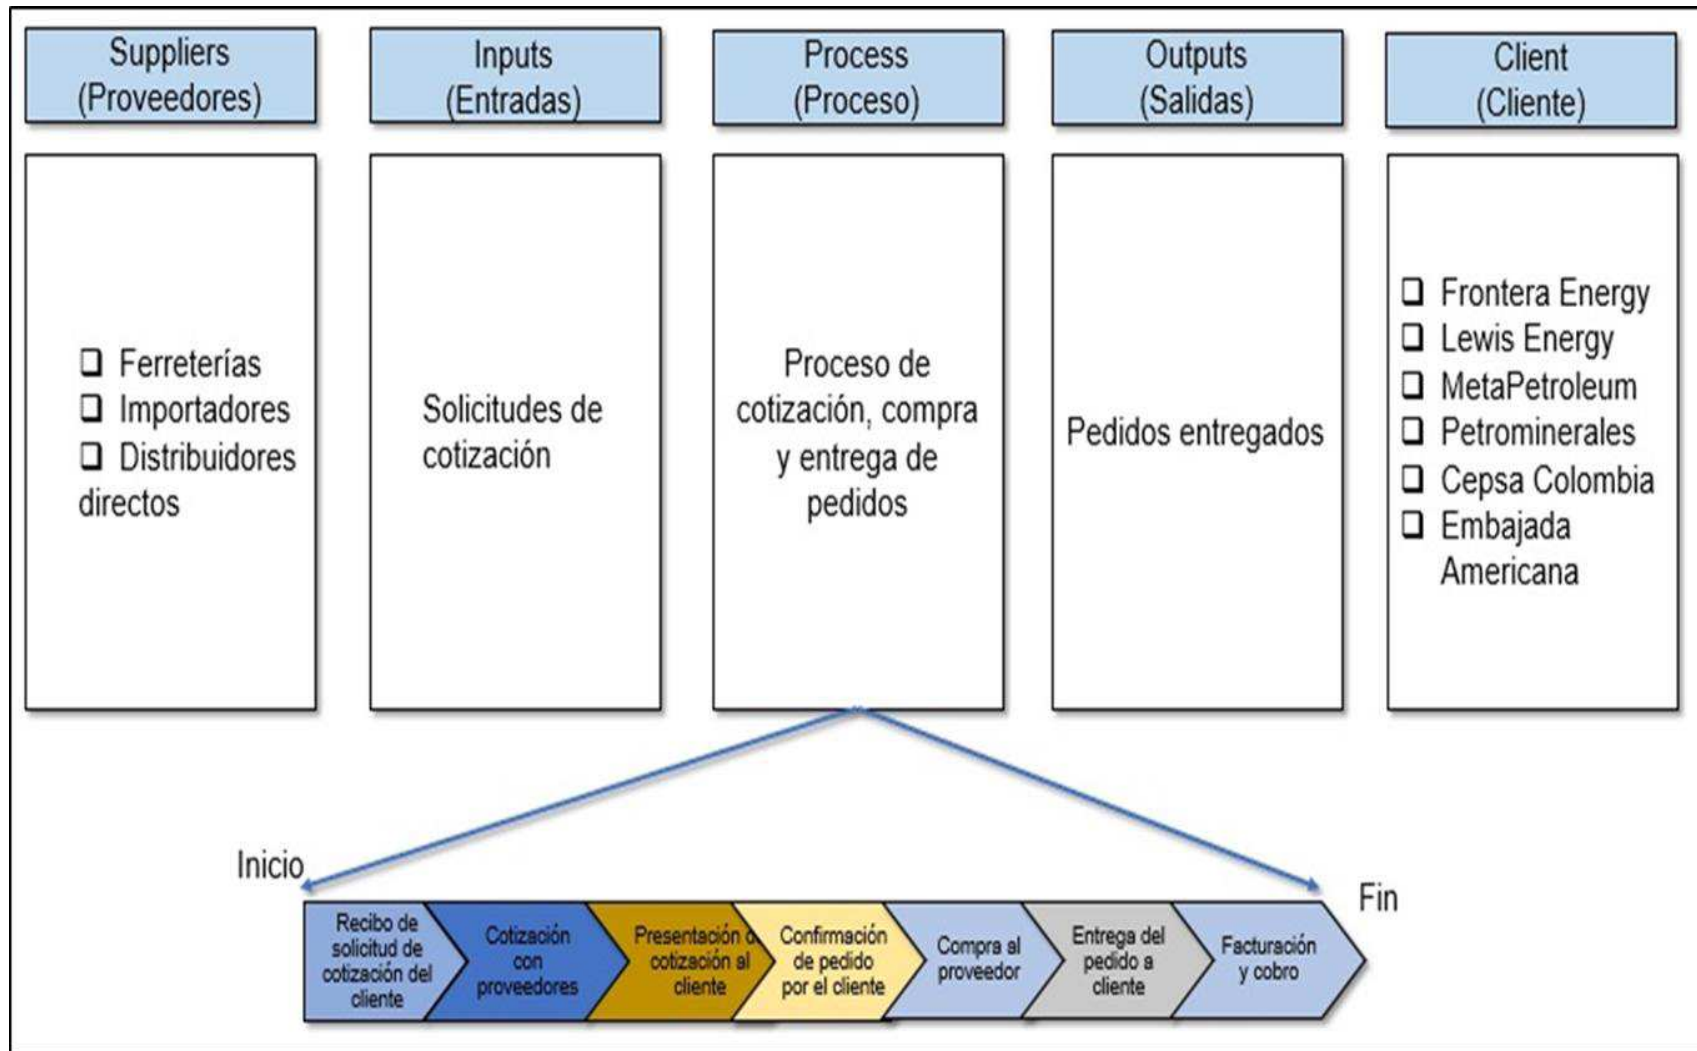 Suppliers
(Proveedores)
Inputs
(Entradas)
Process
(Proceso)
Outputs
(Salidas)
Client
(Cliente)
Ferreterías
Importadores
Distribuidores
directos
Solicitudes de
cotización
Proceso de
cotización, compra
y entrega de
pedidos
Pedidos entregados
Frontera Energy
Lewis Energy
MetaPetroleum
Petrominerales
Cepsa Colombia
Embajada
Americana
Inicio
Fin
Recibo de
solicitud de
cotización del
cliente
Cotización
con
proveedores
Presentación d
cotización al
cliente
Confirmación
de pedido
por el cliente
Compra al
proveedor
Entrega del
pedido a
cliente
Facturación
y cobro